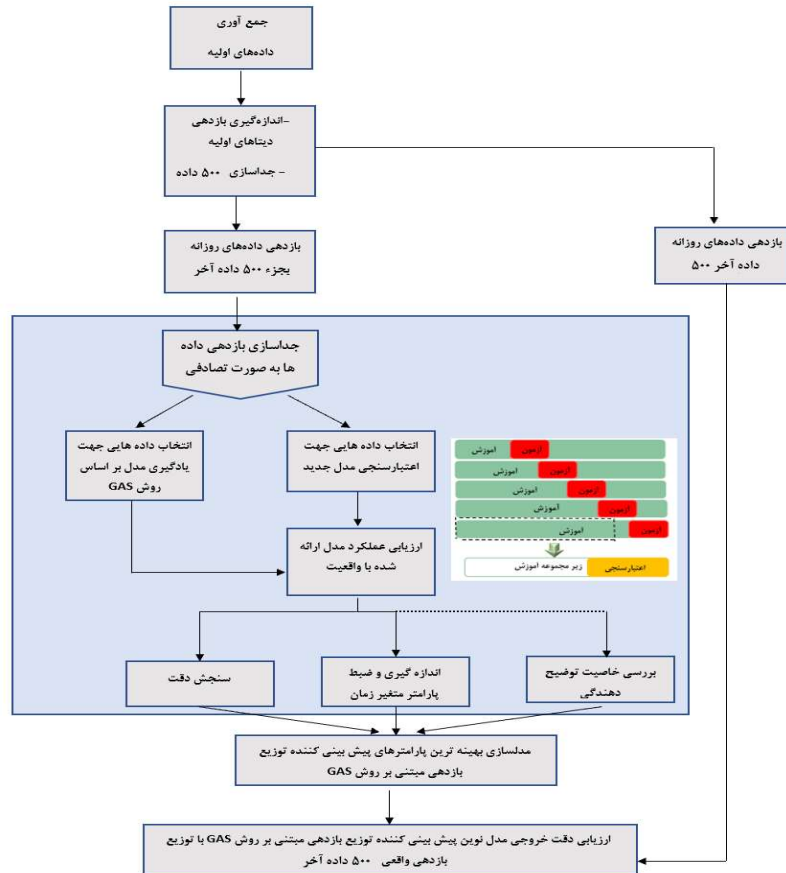 جمع آوری
داده‌های اولیه
-اندازه‌گیری بازدهی
دیتاهای اولیه
- جداسازی ۵۰۰ داده
بازدهی داده‌های روزانه
داده آخر ۵۰۰
بازدهی داده‌های روزانه
بجزء ۵۰۰ داده آخر
جداسازی بازدهی داده
ها به صورت تصادفی
انتخاب داده هایی جهت
اعتبارسنجی مدل جدید
انتخاب داده هایی جهت
یادگیری مدل بر اساس
روش GAS
آموزش آزمون
آموزش آزمون
آموزش آزمون
آموزش آزمون
آموزش آزمون
زیر مجموعه آموزش اعتبارسنجی
ارزیابی عملکرد مدل ارائه
شده با واقعیت
بررسی خاصیت توضیح
دهندگی
اندازه گیری و ضبط
پارامتر متغیر زمان
سنجش دقت
مدلسازی بهینه ترین پارامترهای پیش بینی کننده توزیع
بازدهی مبتنی بر روش GAS
ارزیابی دقت خروجی مدل نوین پیش بینی کننده توزیع بازدهی مبتنی بر روش GAS با توزیع
بازدهی واقعی ۵۰۰ داده آخر